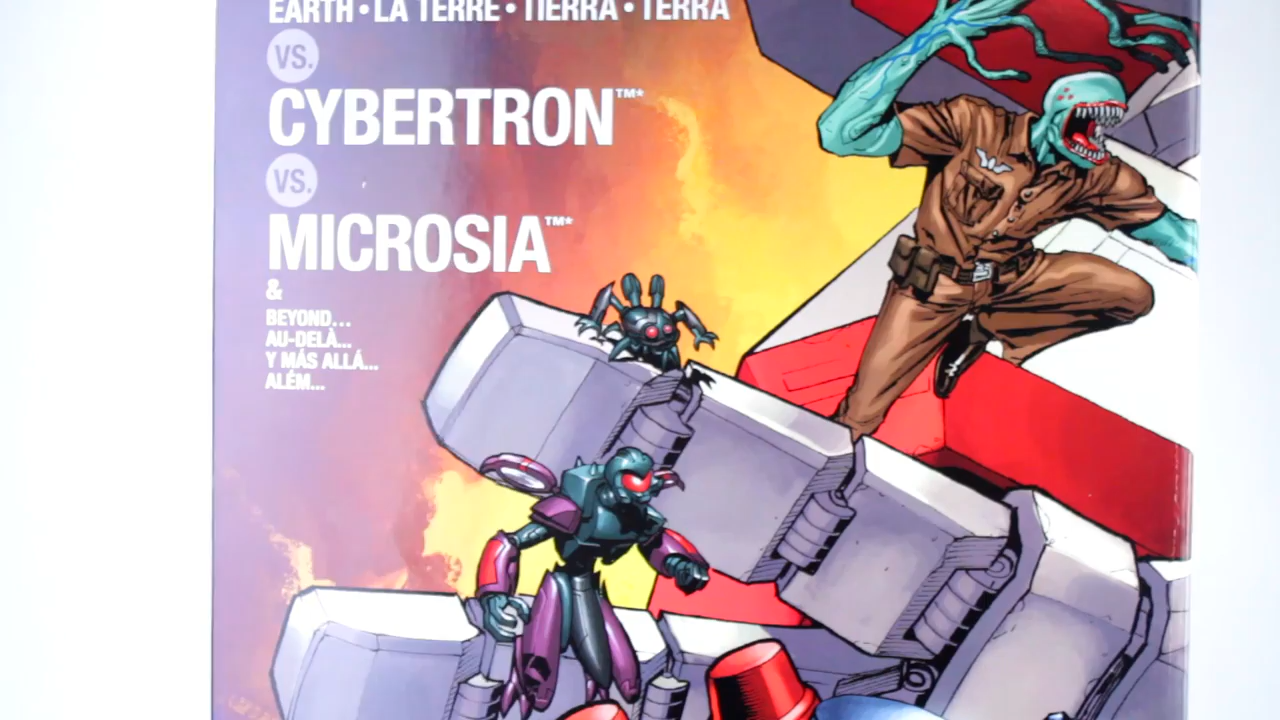 EARTH • LA TERRE • TIERRA • TERRA
VS.
CYBERTRON™*
VS.
MICROSIA™*
&
BEYOND...
AU-DELÀ...
Y MÁS ALLÁ...
ALÉM...